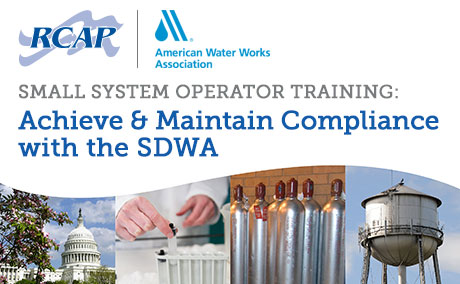 RCAP
American Water Works
Association
SMALL SYSTEM OPERATOR TRAINING:
Achieve & Maintain Compliance
with the SDWA